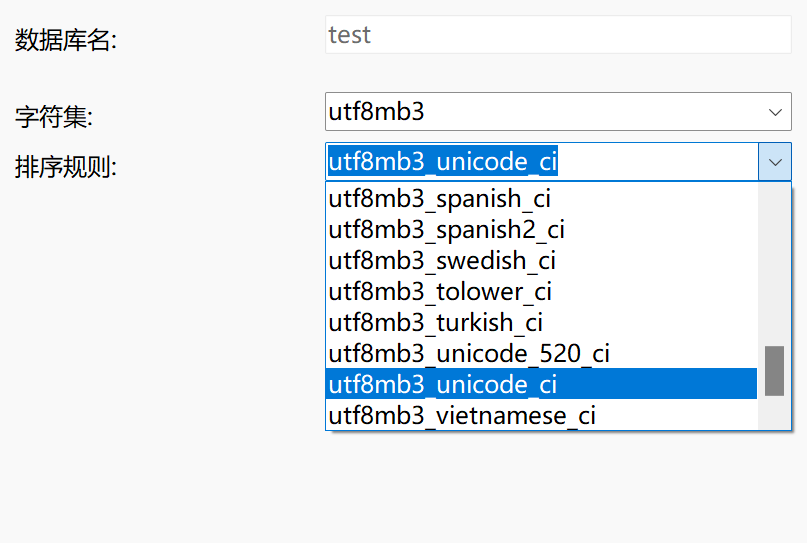 数据库名: test
字符集: utf8mb3
排序规则: utf8mb3_unicode_ci
utf8mb3_spanish_ci
utf8mb3_spanish2_ci
utf8mb3_swedish_ci
utf8mb3_tolower_ci
utf8mb3_turkish_ci
utf8mb3_unicode_520_ci
utf8mb3_unicode_ci
utf8mb3_vietnamese_ci